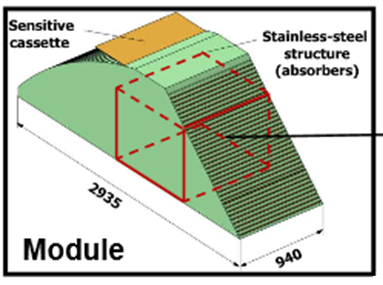 Sensitive
cassette
Stainless-steel
structure
(absorbers)
2935
940
Module